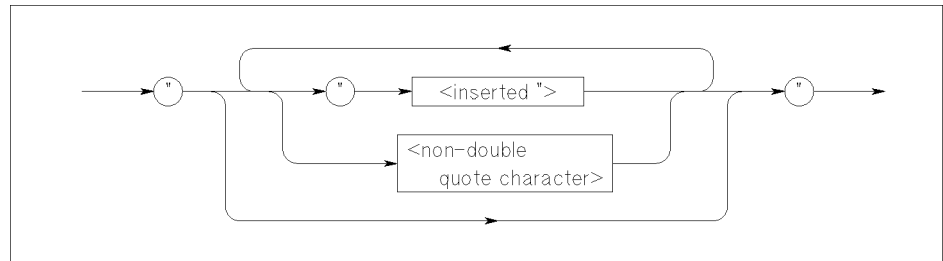 " " <inserted "> "
<non-double
quote character>